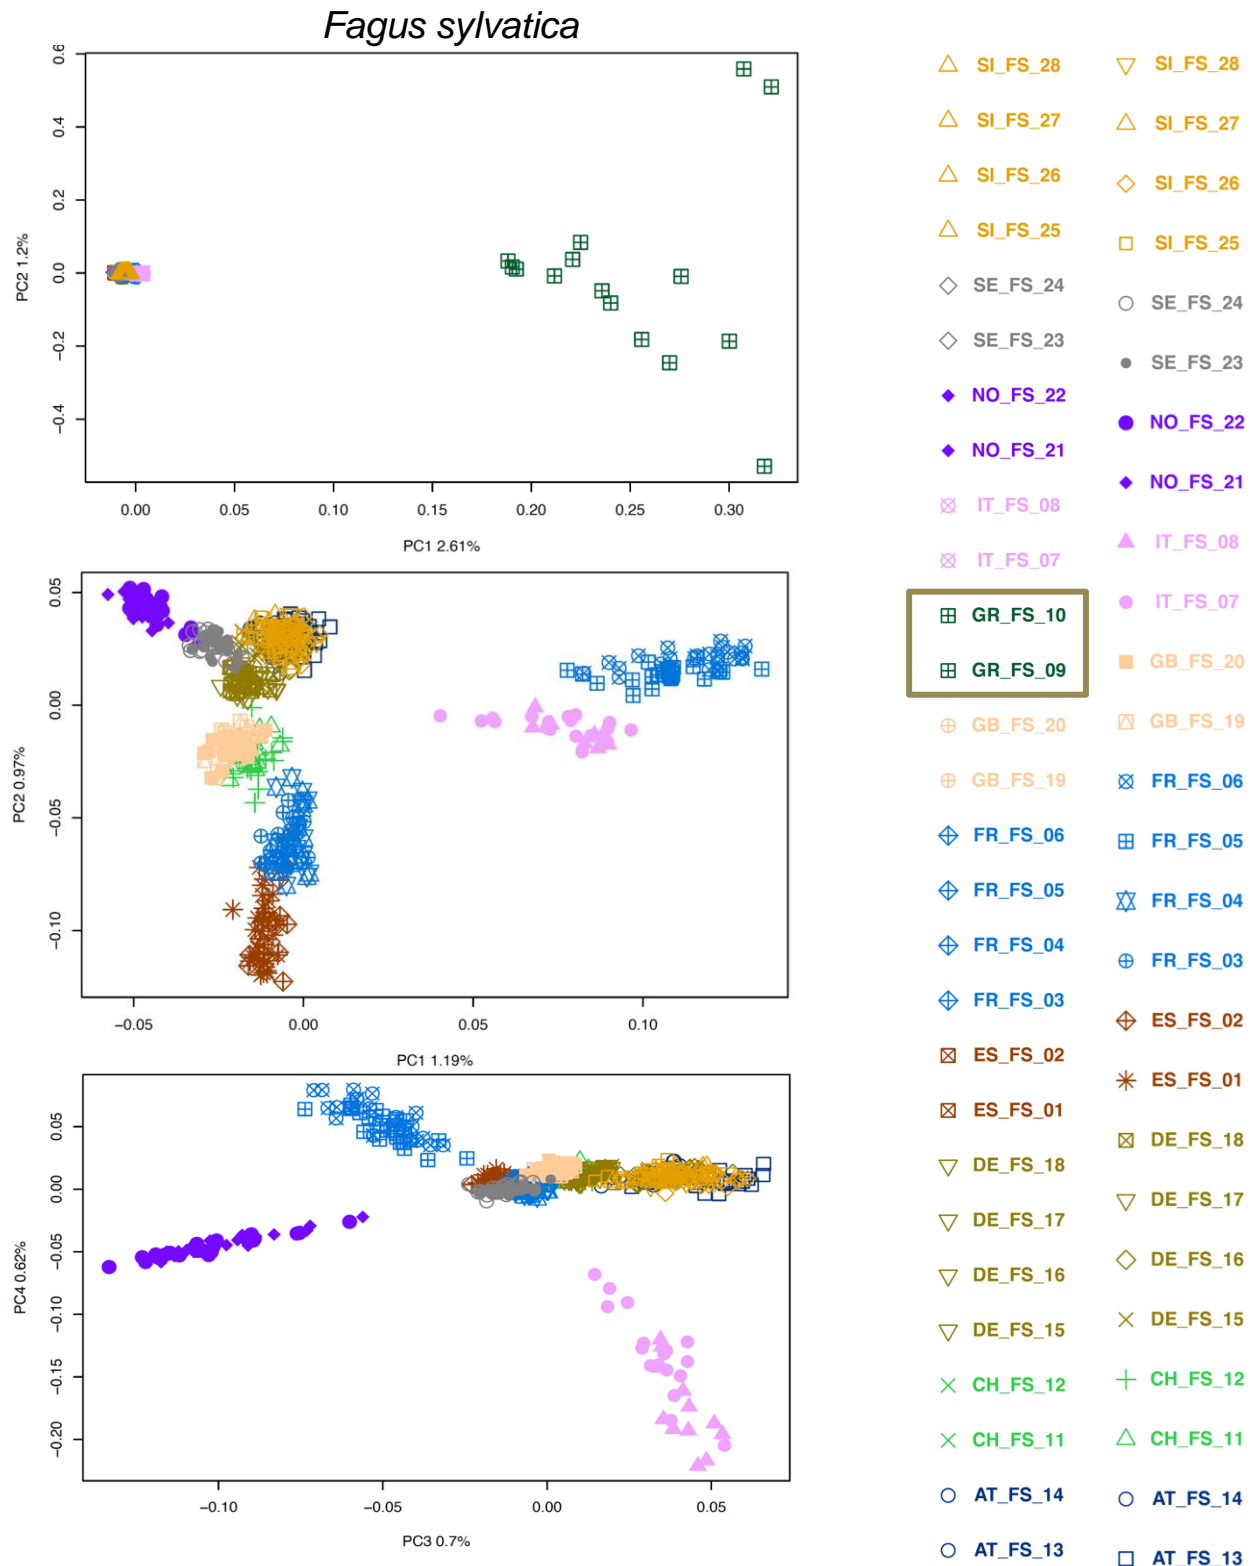 Fagus sylvatica
0.6
0.4
0.2
0.0
−0.2
−0.4
PC2 1.2%
0.00 0.05 0.10 0.15 0.20 0.25 0.30
PC1 2.61%
0.05
0.00
−0.05
−0.10
PC2 0.97%
−0.05 0.00 0.05 0.10
PC1 1.19%
0.05
0.00
−0.05
−0.10
−0.15
−0.20
PC4 0.62%
−0.10 −0.05 0.00 0.05
PC3 0.7%
SI_FS_28
SI_FS_27
SI_FS_26
SI_FS_25
SE_FS_24
SE_FS_23
NO_FS_22
NO_FS_21
IT_FS_08
IT_FS_07
GR_FS_10
GR_FS_09
GB_FS_20
GB_FS_19
FR_FS_06
FR_FS_05
FR_FS_04
FR_FS_03
ES_FS_02
ES_FS_01
DE_FS_18
DE_FS_17
DE_FS_16
DE_FS_15
CH_FS_12
CH_FS_11
AT_FS_14
AT_FS_13
SI_FS_28
SI_FS_27
SI_FS_26
SI_FS_25
SE_FS_24
SE_FS_23
NO_FS_22
NO_FS_21
IT_FS_08
IT_FS_07
GB_FS_20
GB_FS_19
FR_FS_06
FR_FS_05
FR_FS_04
FR_FS_03
ES_FS_02
ES_FS_01
DE_FS_18
DE_FS_17
DE_FS_16
DE_FS_15
CH_FS_12
CH_FS_11
AT_FS_14
AT_FS_13